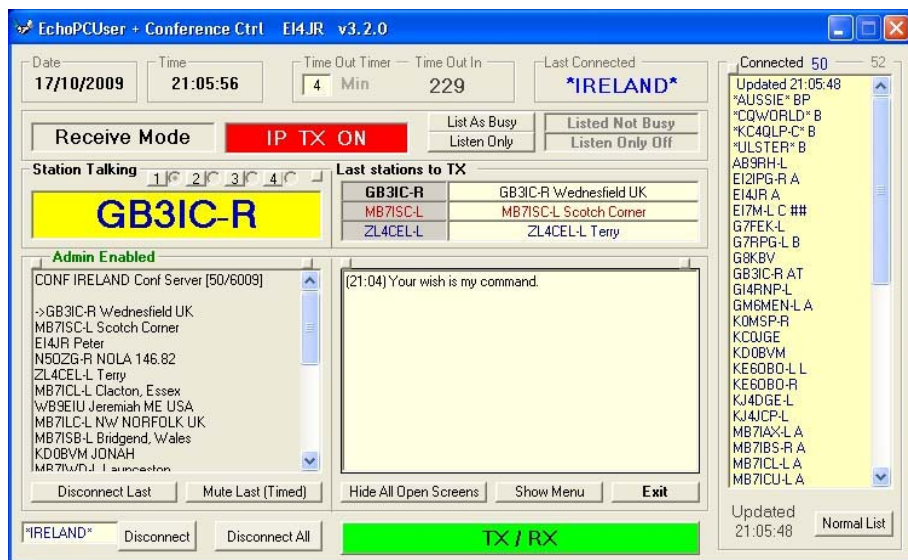 EchoPCUser + Conference Ctrl EI4JR v3.2.0
Date
17/10/2009
Time
21:05:56
Time Out Timer
4 Min
Time Out In
229
Last Connected
*IRELAND*
Receive Mode
IP TX ON
List As Busy
Listen Only
Listed Not Busy
Listen Only Off
Station Talking
1 2 3 4
GB3IC-R
Last stations to TX
GB3IC-R GB3IC-R Wednesfield UK
MB7ISC-L MB7ISC-L Scotch Corner
ZL4CEL-L ZL4CEL-L Terry
Admin Enabled
CONF IRELAND Conf Server [50/6009]
->GB3IC-R Wednesfield UK
MB7ISC-L Scotch Corner
EI4JR Peter
N5OZG-R NOLA 146.82
ZL4CEL-L Terry
MB7ICL-L Clacton, Essex
WB9EIU Jeremiah ME USA
MB7ILC-L NW NORFOLK UK
MB7ISB-L Bridgend, Wales
KD0BVM JONAH
MB7IWD-L Launceston
Disconnect Last
Mute Last (Timed)
(21:04) Your wish is my command.
Hide All Open Screens
Show Menu
Exit
*IRELAND*
Disconnect
Disconnect All
TX / RX
Connected 50 52
Updated 21:05:48
*AUSSIE* BP
*CQWORLD* B
*KC4QLP-C* B
*ULSTER* B
AB9RH-L
EI2IPG-R A
EI4JR A
EI7M-L C ##
G7FEK-L
G7RPG-L B
G8KBV
GB3IC-R AT
GI4RNP-L
GM6MEN-L A
K0MSP-R
KC0JGE
KD0BVM
KE6OBO-L L
KE6OBO-R
KJ4DGE-L
KJ4JCP-L
MB7IAX-L A
MB7IBS-R A
MB7ICL-L A
MB7ICU-L A
Updated
21:05:48
Normal List